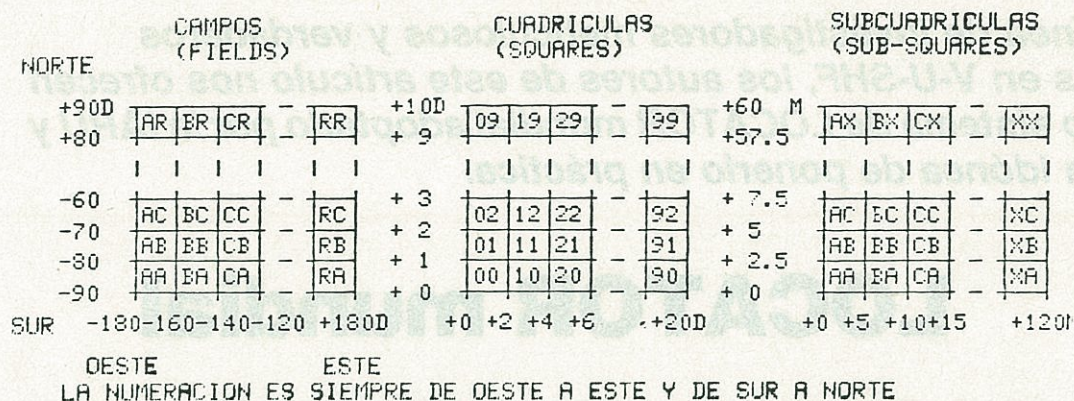 CAMPOS CUADRICULAS SUBCUADRICULAS
(FIELDS) (SQUARES) (SUB-SQUARES)
NORTE
+90D AR BR CR - RR +10D 09 19 29 - 99 +60 M AX BX CX - XX
+80 + 9 +57.5
-60 + 3 + 7.5
AC BC CC - RC 02 12 22 - 92 AC BC CC - XC
-70 + 2 + 5
AB BB CB - RB 01 11 21 - 91 AB BB CB - XB
-80 + 1 + 2.5
AA BA CA - RA 00 10 20 - 90 AA BA CA - XA
-90 + 0 + 0
SUR -180-160-140-120 +180D +0 +2 +4 +6 +20D +0 +5 +10+15 +120M
OESTE ESTE
LA NUMERACION ES SIEMPRE DE OESTE A ESTE Y DE SUR A NORTE